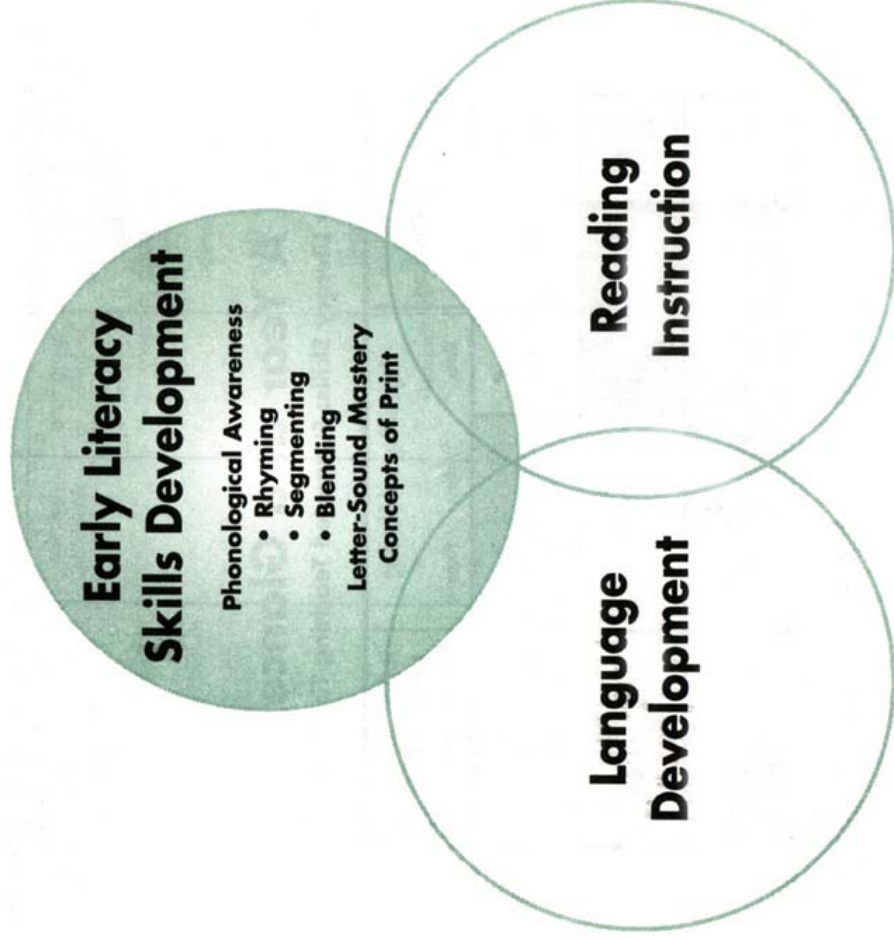 Early Literacy
Skills Development
Phonological Awareness
• Rhyming
• Segmenting
• Blending
Letter-Sound Mastery
Concepts of Print
Language
Development
Reading
Instruction